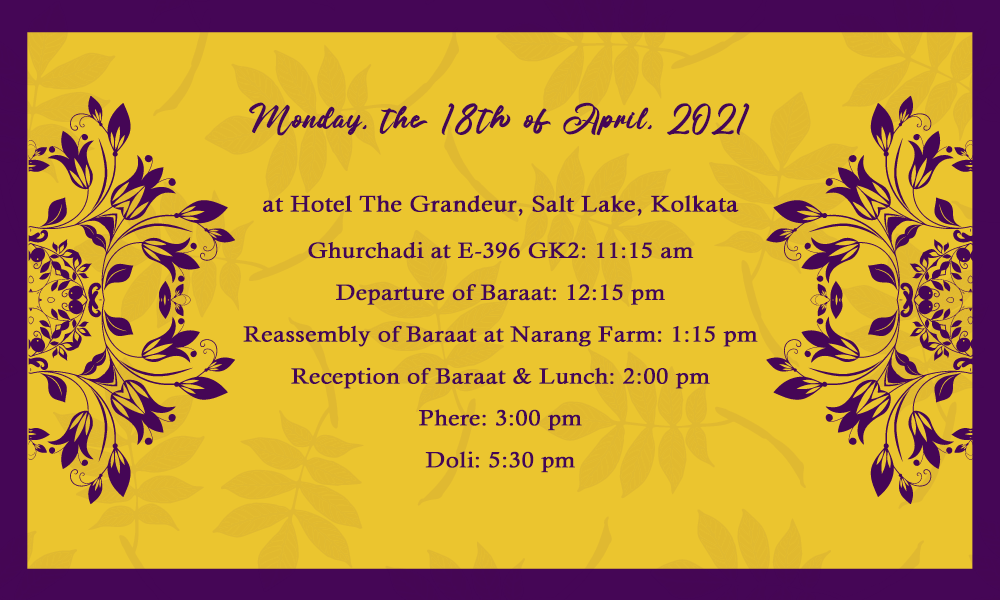 Monday, the 18th of April, 2021
at Hotel The Grandeur, Salt Lake, Kolkata
Ghurchadi at E-396 GK2: 11:15 am
Departure of Baraat: 12:15 pm
Reassembly of Baraat at Narang Farm: 1:15 pm
Reception of Baraat & Lunch: 2:00 pm
Phere: 3:00 pm
Doli: 5:30 pm